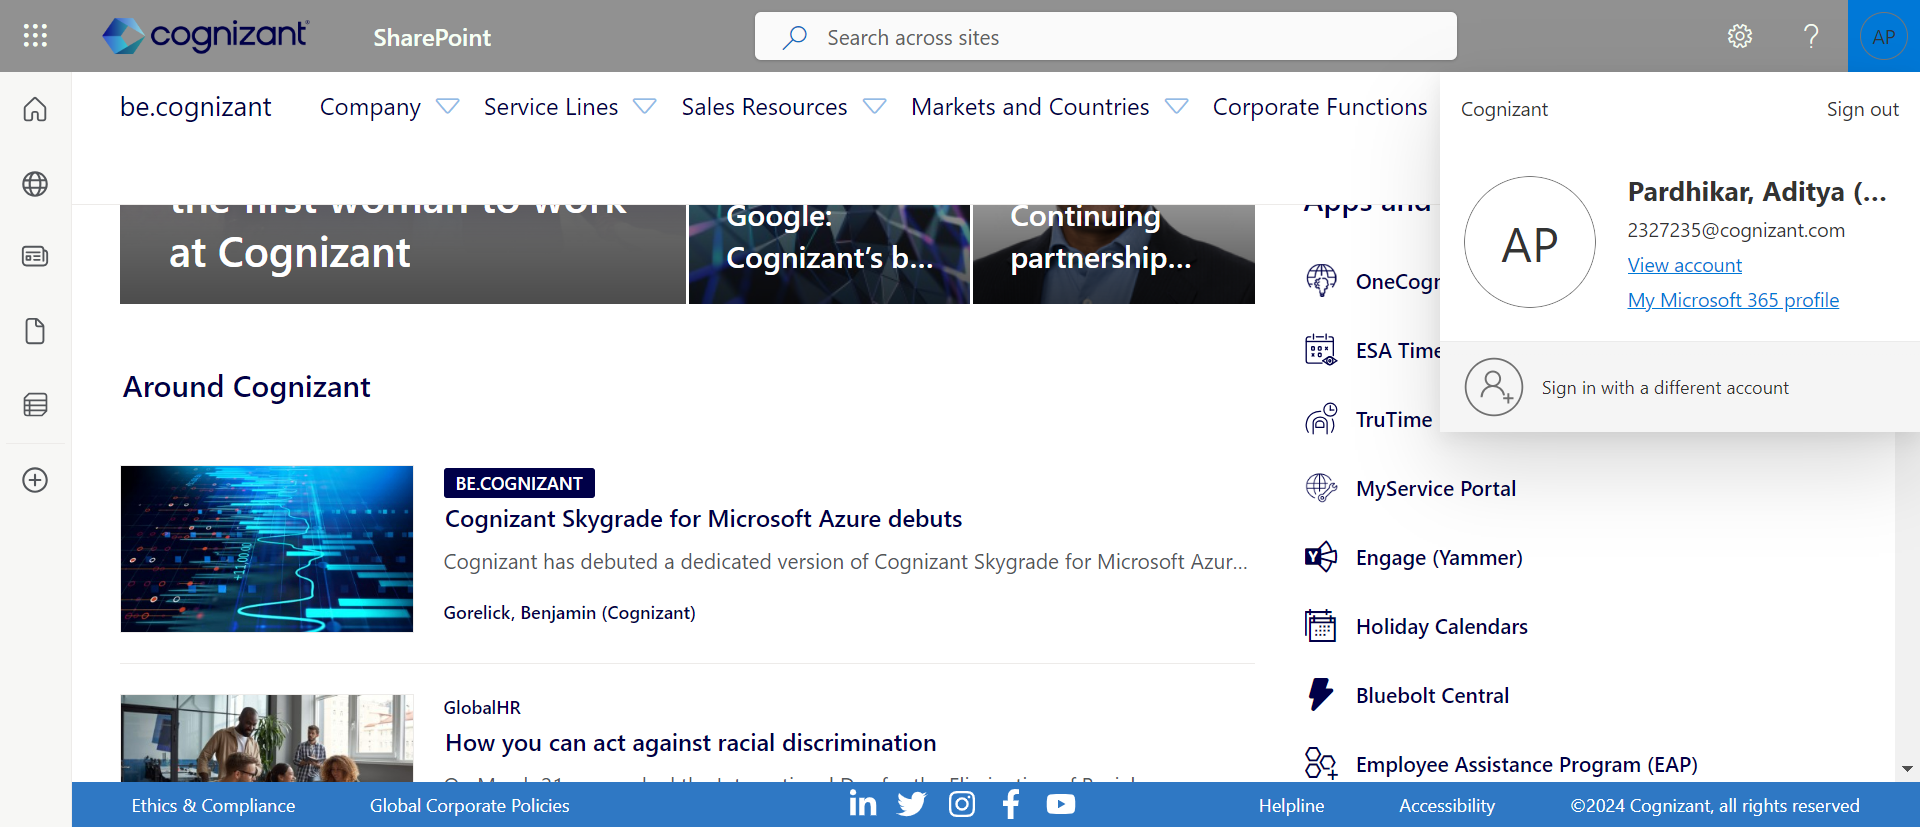 cognizant
SharePoint
Search across sites
AP
be.cognizant
Company
Service Lines
Sales Resources
Markets and Countries
Corporate Functions
Cognizant
Sign out
AP
Pardhikar, Aditya (...
2327235@cognizant.com
View account
My Microsoft 365 profile
Sign in with a different account
the first woman to work
at Cognizant
Google:
Cognizant’s b...
Continuing
partnership...
Apps and
OneCogn
ESA Time
TruTime
MyService Portal
Engage (Yammer)
Holiday Calendars
Bluebolt Central
Employee Assistance Program (EAP)
Around Cognizant
BE.COGNIZANT
Cognizant Skygrade for Microsoft Azure debuts
Cognizant has debuted a dedicated version of Cognizant Skygrade for Microsoft Azur...
Gorelick, Benjamin (Cognizant)
GlobalHR
How you can act against racial discrimination
Ethics & Compliance
Global Corporate Policies
Helpline
Accessibility
©2024 Cognizant, all rights reserved